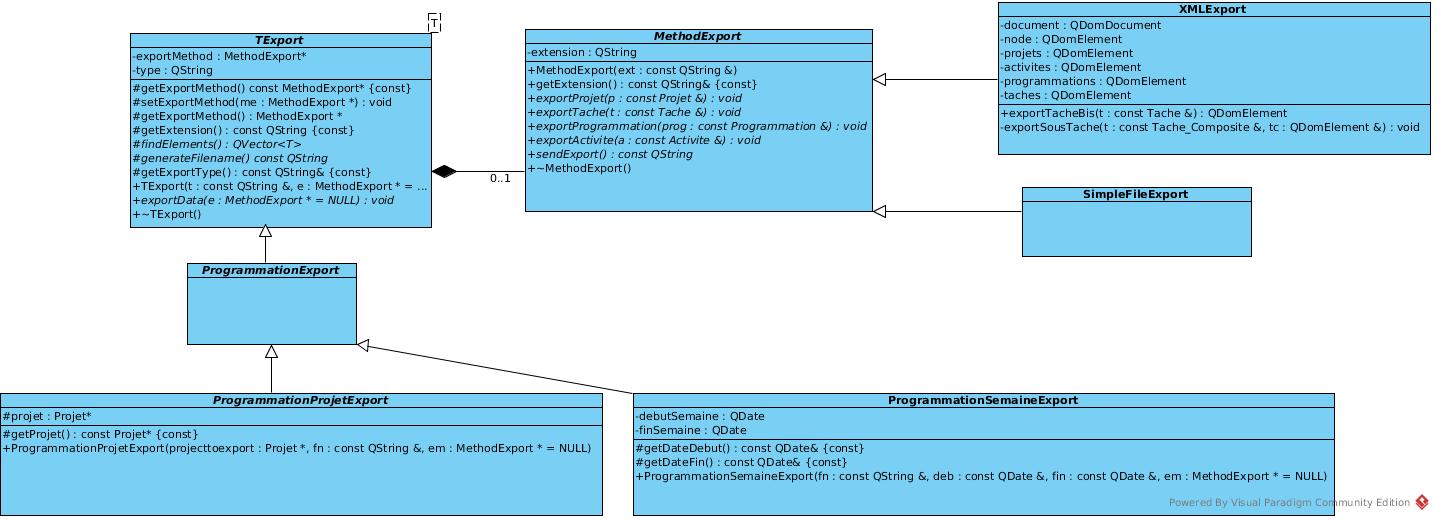 T
TExport
-exportMethod : MethodExport*
-type : QString
#getExportMethod() const MethodExport* {const}
#setExportMethod(me : MethodExport *) : void
#getExportMethod() : MethodExport *
#getExtension() : const QString {const}
#findElements() : QVector<T>
#generateFilename() const QString
#getExportType() : const QString& {const}
+TExport(t : const QString &, e : MethodExport * = ...
+exportData(e : MethodExport * = NULL) : void
+~TExport()
0..1
MethodExport
-extension : QString
+MethodExport(ext : const QString &)
+getExtension() : const QString& {const}
+exportProjet(p : const Projet &) : void
+exportTache(t : const Tache &) : void
+exportProgrammation(prog : const Programmation &) : void
+exportActivite(a : const Activite &) : void
+sendExport() : const QString
+~MethodExport()
XMLExport
-document : QDomDocument
-node : QDomElement
-projets : QDomElement
-activites : QDomElement
-programmations : QDomElement
-taches : QDomElement
+exportTacheBis(t : const Tache &) : QDomElement
-exportSousTache(t : const Tache_Composite &, tc : QDomElement &) : void
SimpleFileExport
ProgrammationExport
ProgrammationProjetExport
#projet : Projet*
#getProjet() : const Projet* {const}
+ProgrammationProjetExport(projecttoexport : Projet *, fn : const QString &, em : MethodExport * = NULL)
ProgrammationSemaineExport
-debutSemaine : QDate
-finSemaine : QDate
#getDateDebut() : const QDate& {const}
#getDateFin() : const QDate& {const}
+ProgrammationSemaineExport(fn : const QString &, deb : const QDate &, fin : const QDate &, em : MethodExport * = NULL)
Powered By Visual Paradigm Community Edition